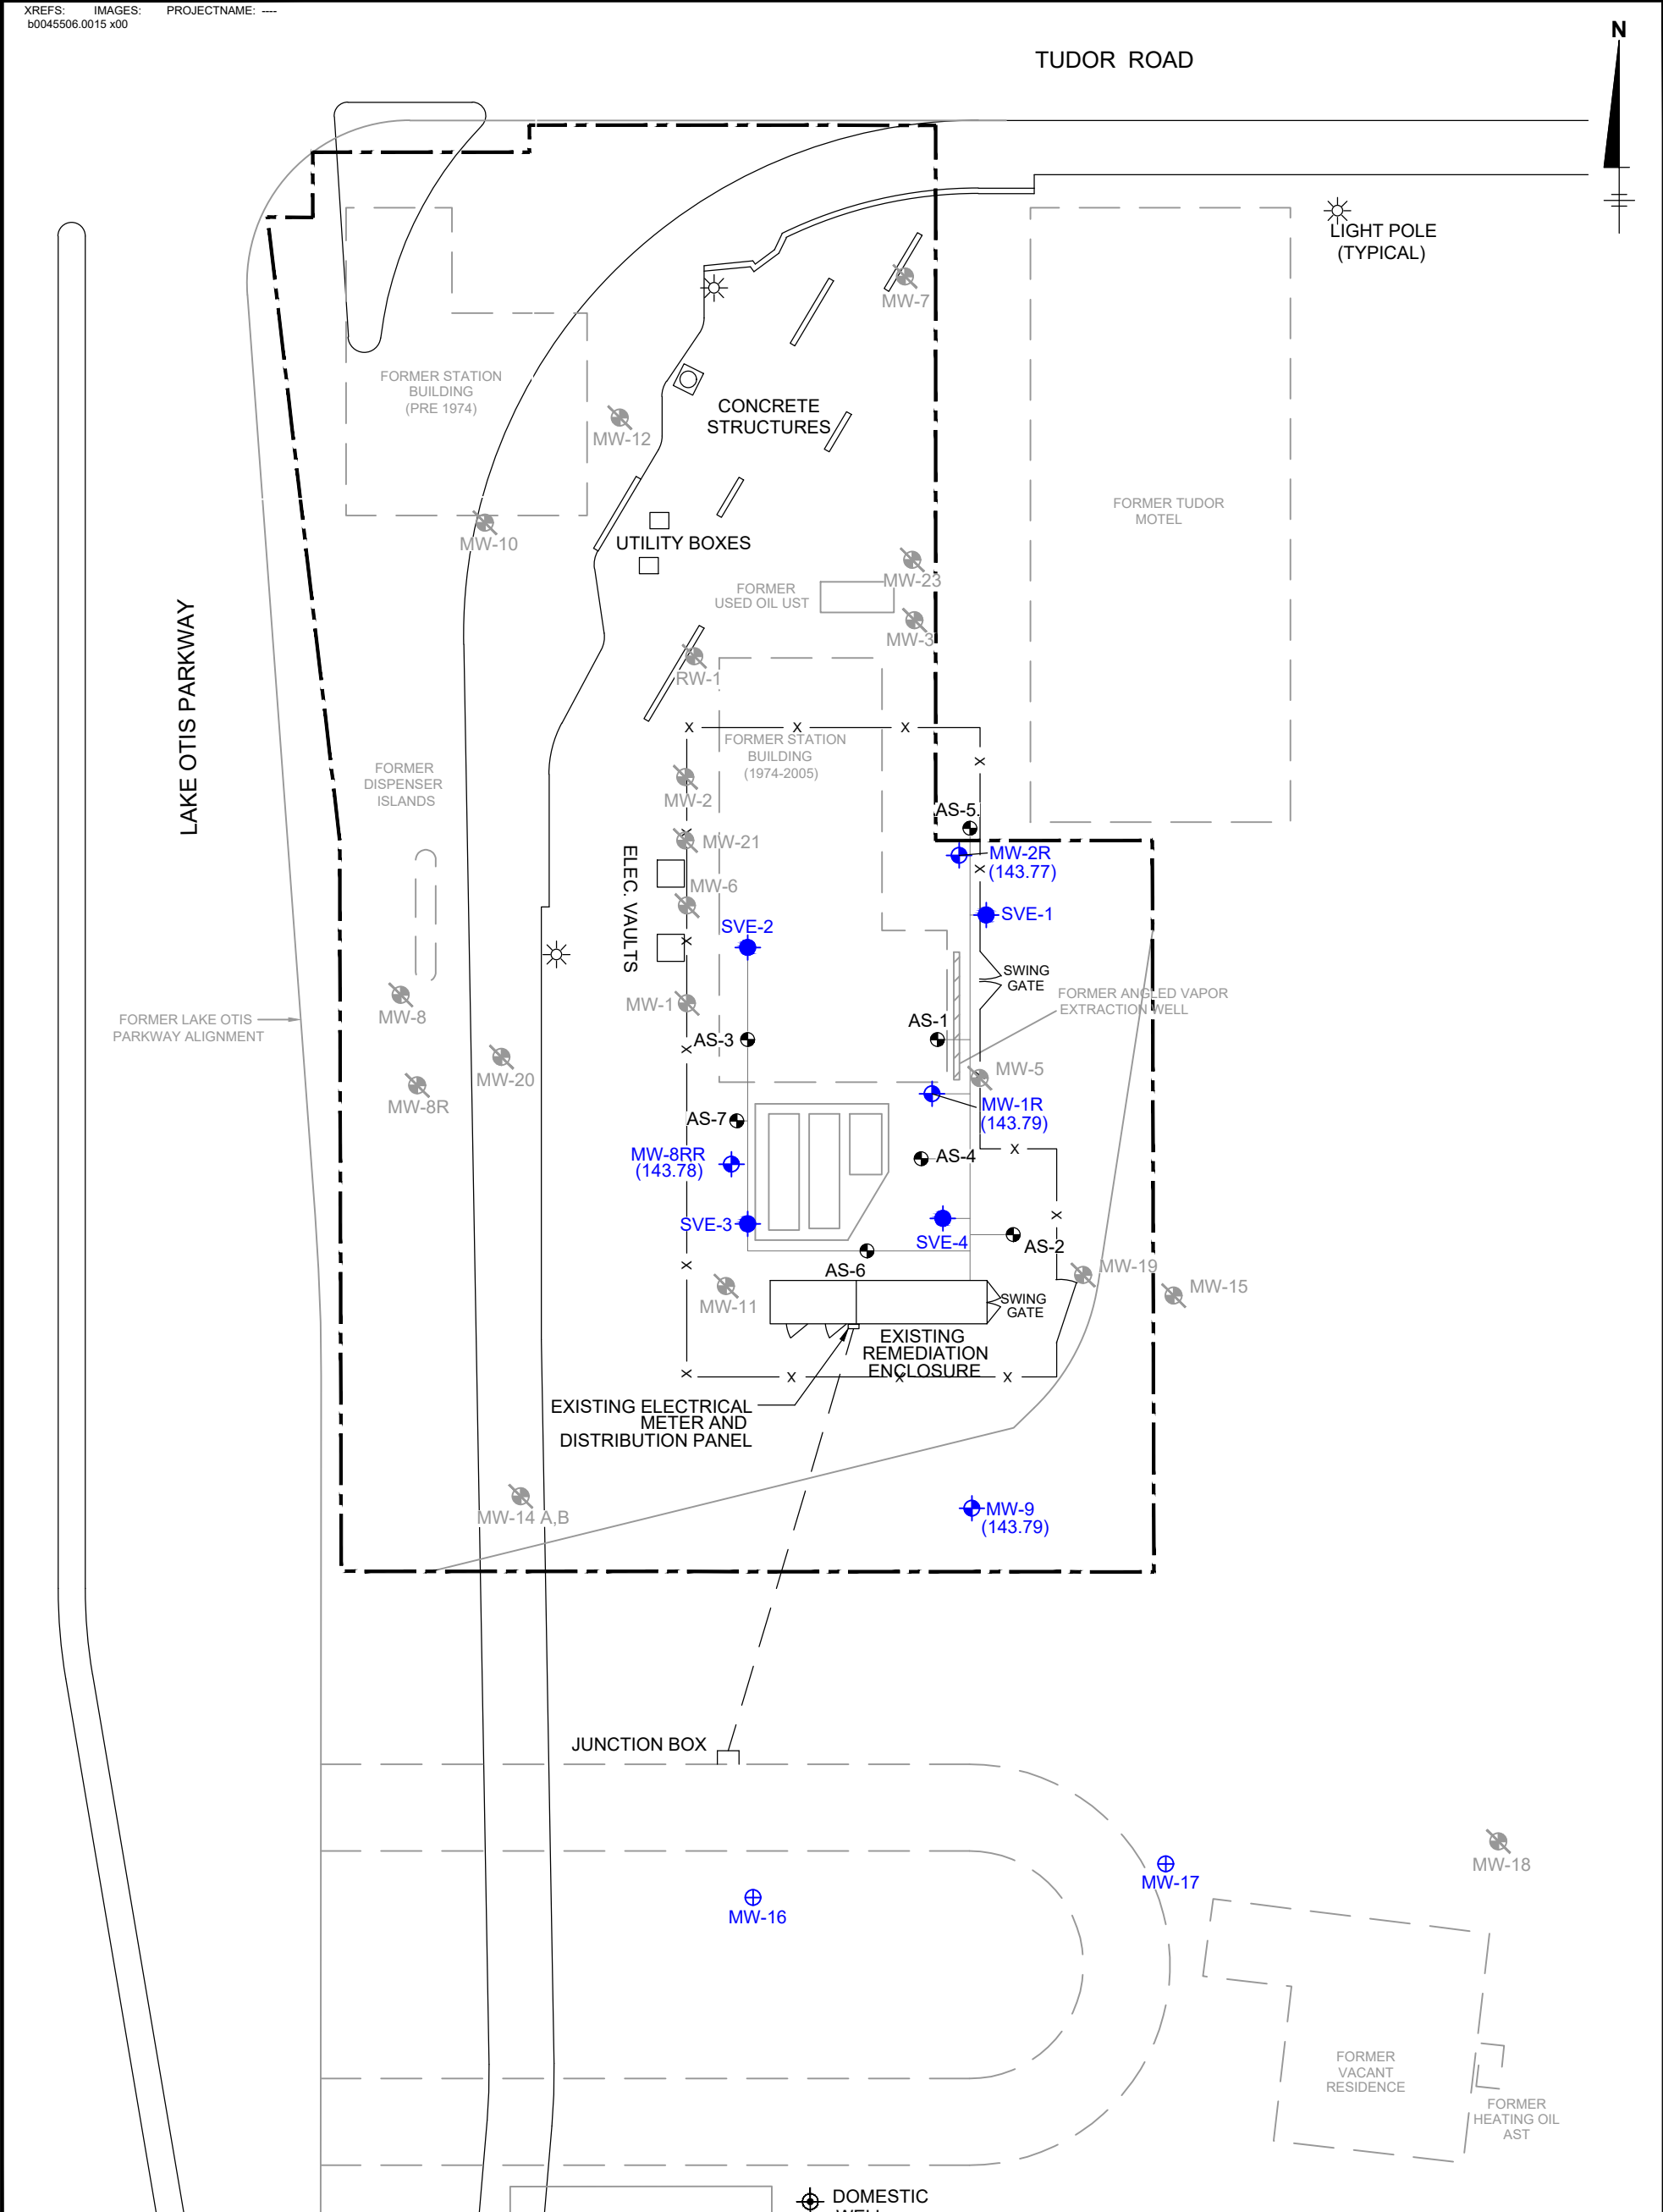 XREFS: IMAGES: PROJECTNAME: ----
b0045506.0015 x00
TUDOR ROAD
N
LIGHT POLE
(TYPICAL)
MW-7
FORMER STATION
BUILDING
(PRE 1974)
CONCRETE
STRUCTURES
MW-12
FORMER TUDOR
MOTEL
MW-10
UTILITY BOXES
MW-23
FORMER
USED OIL UST
MW-3
LAKE OTIS PARKWAY
RW-1
X X X
FORMER STATION
BUILDING
(1974-2005)
X
FORMER
DISPENSER
ISLANDS
MW-2
AS-5
X
MW-21
MW-2R
(143.77)
X
ELEC. VAULTS
MW-6
SVE-1
SVE-2
X
SWING
GATE
FORMER ANGLED VAPOR
EXTRACTION WELL
MW-8
MW-1
FORMER LAKE OTIS
PARKWAY ALIGNMENT
AS-1
AS-3
X
MW-5
MW-20
MW-8R
MW-1R
(143.79)
AS-7
X
MW-8RR
(143.78)
AS-4
SVE-3
X
SVE-4
AS-2
X
AS-6
MW-19
MW-15
MW-11
SWING
GATE
EXISTING
REMEDIATION
ENCLOSURE
X X X X
EXISTING ELECTRICAL
METER AND
DISTRIBUTION PANEL
MW-14 A,B
MW-9
(143.79)
JUNCTION BOX
MW-18
MW-17
MW-16
FORMER
VACANT
RESIDENCE
FORMER
HEATING OIL
AST
DOMESTIC
WELL